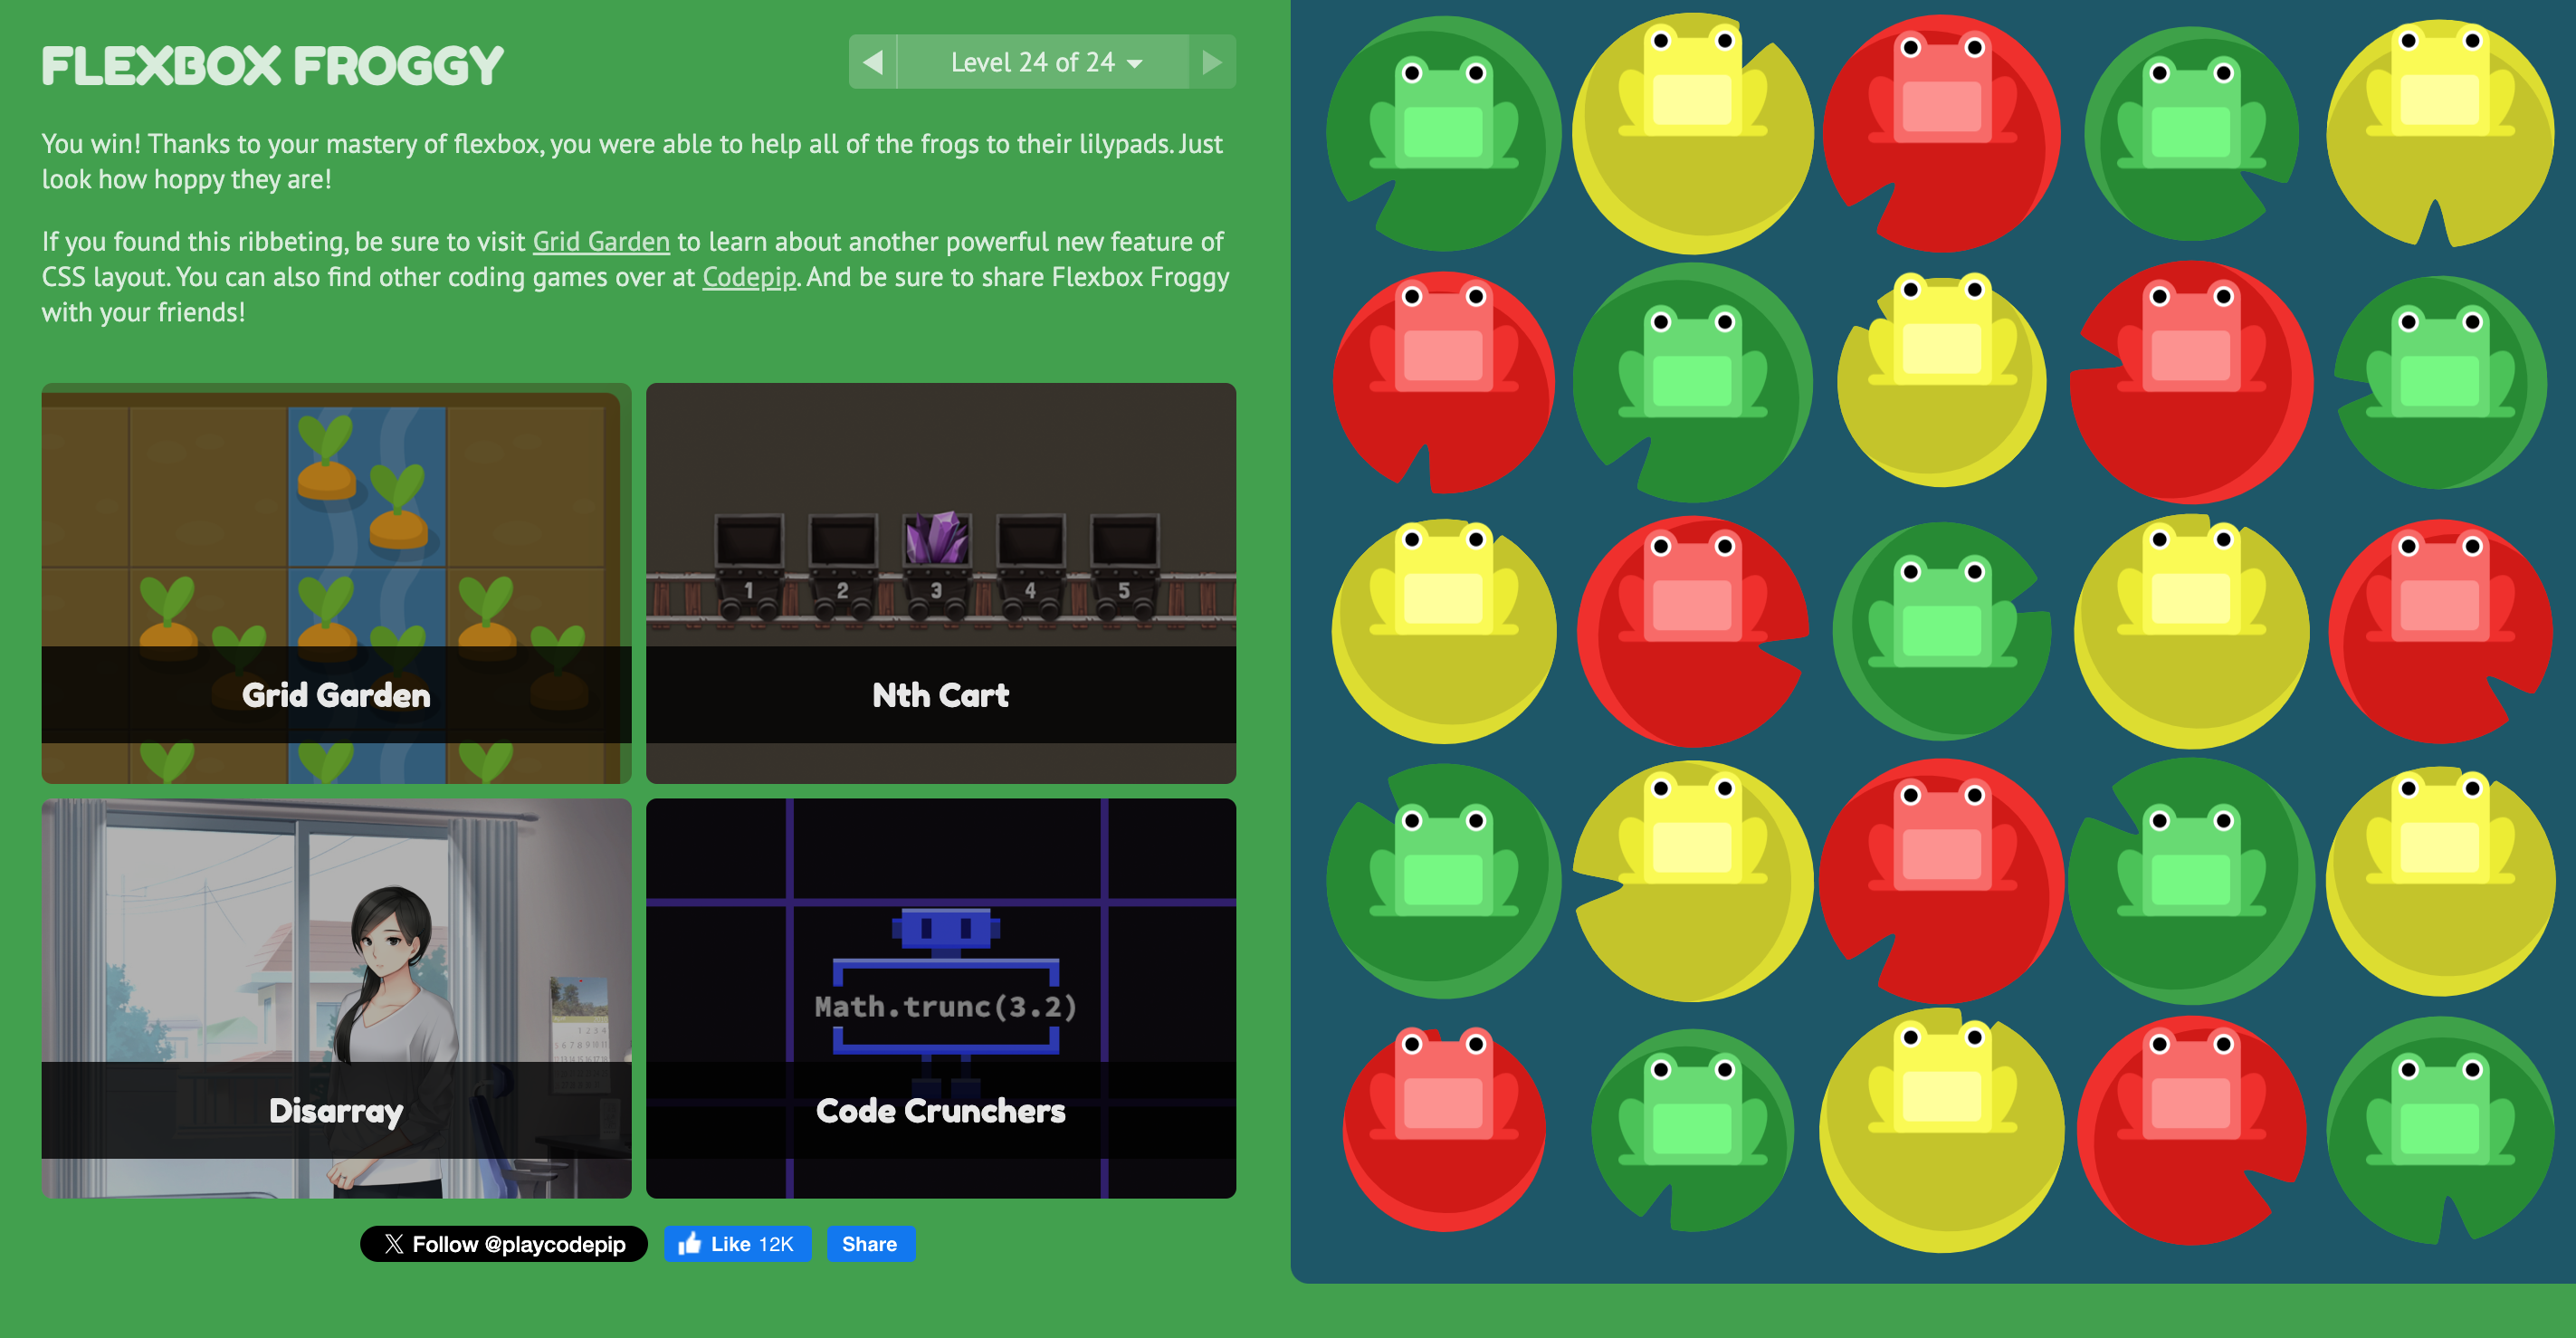 FLEXBOX FROGGY
Level 24 of 24
You win! Thanks to your mastery of flexbox, you were able to help all of the frogs to their lilypads. Just
look how hoppy they are!
If you found this ribbeting, be sure to visit Grid Garden to learn about another powerful new feature of
CSS layout. You can also find other coding games over at Codepip. And be sure to share Flexbox Froggy
with your friends!
1 2 3 4 5
Grid Garden
Nth Cart
Math.trunc(3.2)
Disarray
Code Crunchers
X Follow @playcodepip
Like 12K
Share